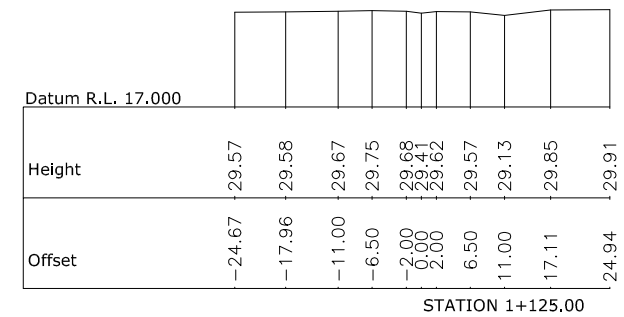 Datum R.L. 17.000
Height 29.57 29.58 29.67 29.75 29.68 29.41 29.62 29.57 29.13 29.85 29.91
Offset −24.67 −17.96 −11.00 −6.50 −2.00 0.00 2.00 6.50 11.00 17.11 24.94
STATION 1+125.00